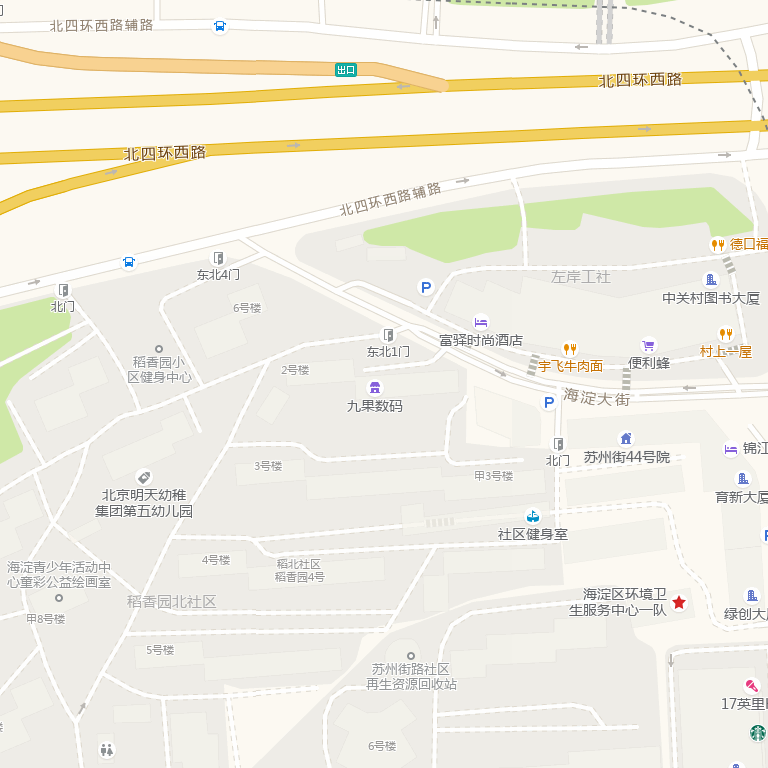 北四环西路辅路
出口
北四环西路
北四环西路
北四环西路辅路
德口福
东北4门
北门
左岸工社
P
中关村图书大厦
6号楼
富驿时尚酒店
东北1门
稻香园小
区健身中心
2号楼
宇飞牛肉面
便利蜂
村上一屋
九果数码
P
海淀大街
北门
苏州街44号院
锦江
3号楼
甲3号楼
北京明天幼稚
集团第五幼儿园
育新大厦
社区健身室
4号楼
稻北社区
稻香园4号
海淀青少年活动中
心童彩公益绘画室
稻香园北社区
甲8号楼
海淀区环境卫
生服务中心一队
绿创大厦
5号楼
苏州街路社区
再生资源回收站
17英里
6号楼
楼